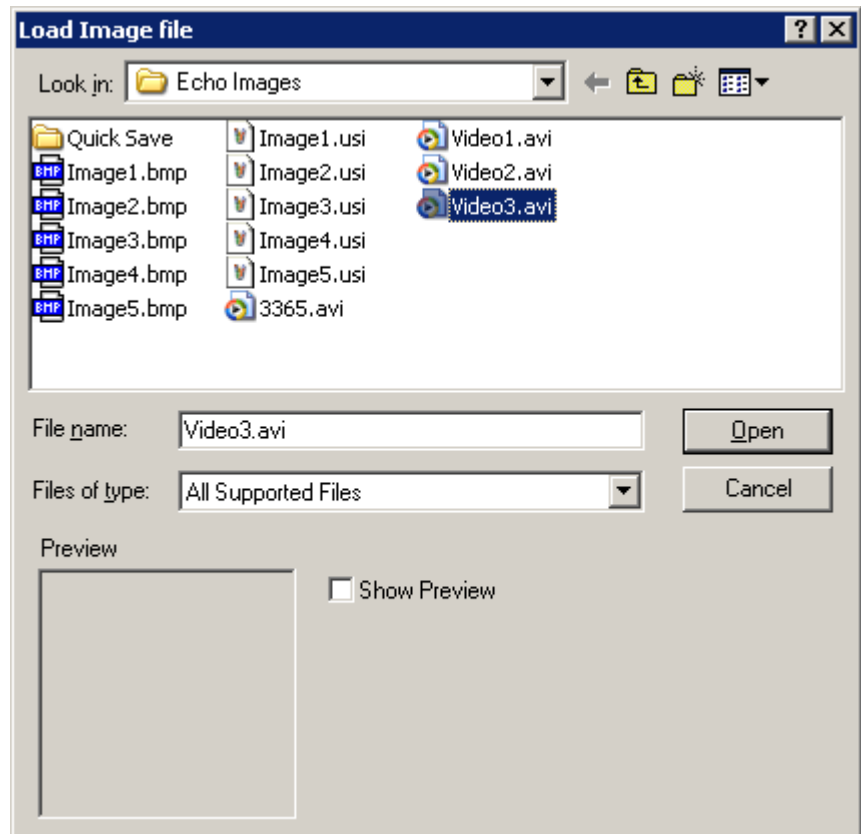 Load Image file
Look in: Echo Images
Quick Save
Image1.bmp
Image2.bmp
Image3.bmp
Image4.bmp
Image5.bmp
Image1.usi
Image2.usi
Image3.usi
Image4.usi
Image5.usi
3365.avi
Video1.avi
Video2.avi
Video3.avi
File name: Video3.avi Open
Files of type: All Supported Files Cancel
Preview
Show Preview